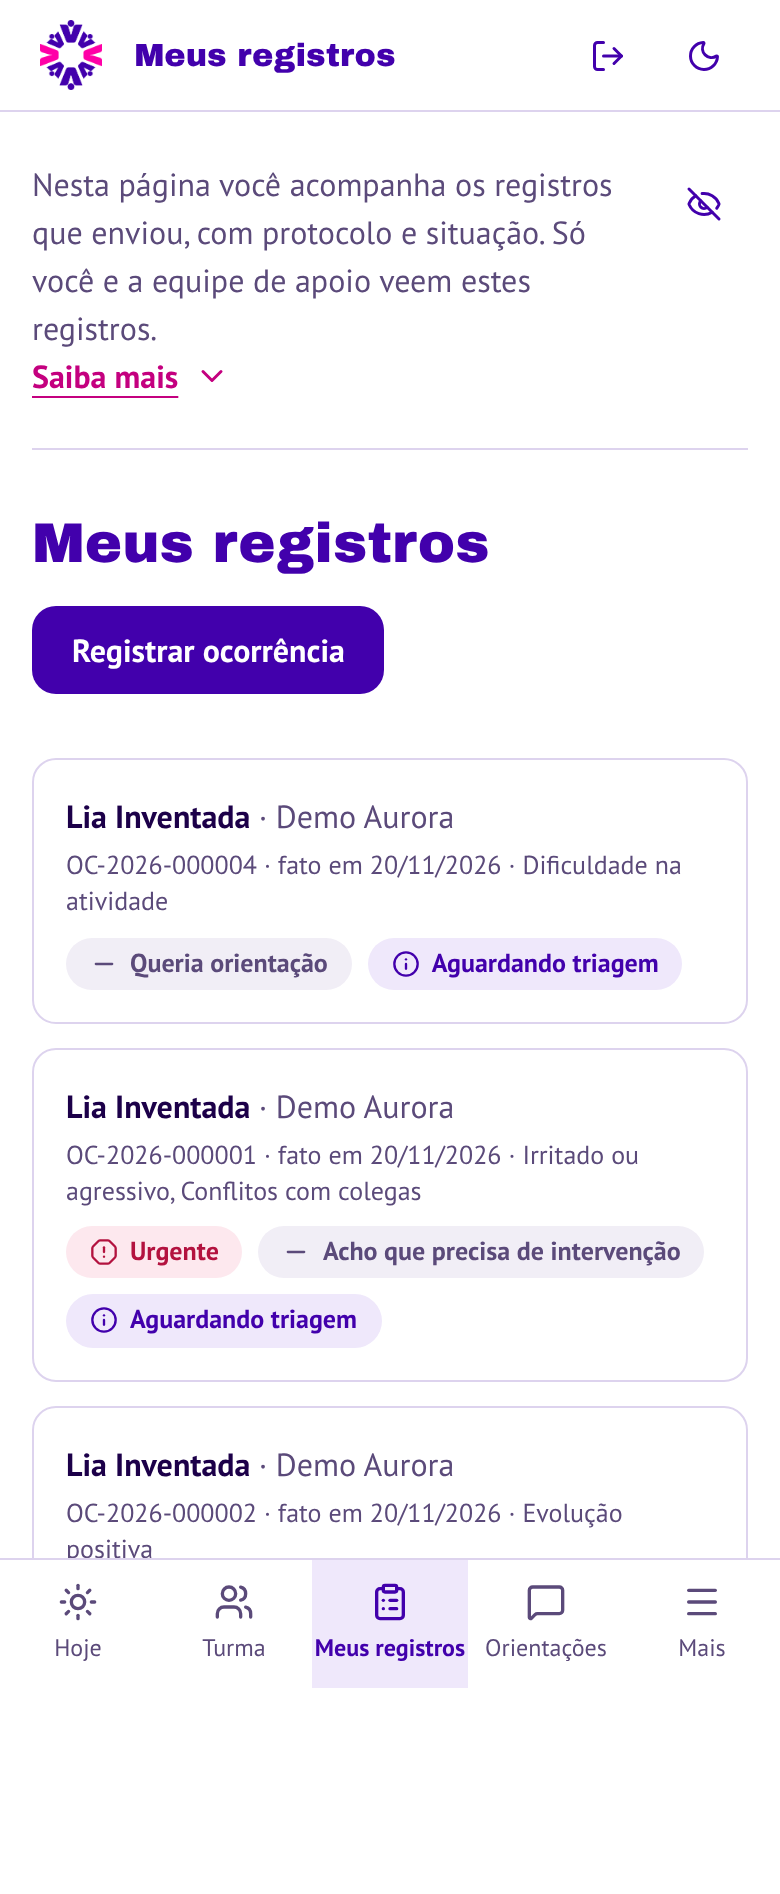 Meus registros
Nesta página você acompanha os registros
que enviou, com protocolo e situação. Só
você e a equipe de apoio veem estes
registros.
Saiba mais
Meus registros
Registrar ocorrência
Lia Inventada · Demo Aurora
OC-2026-000004 · fato em 20/11/2026 · Dificuldade na
atividade
Queria orientação
Aguardando triagem
Lia Inventada · Demo Aurora
OC-2026-000001 · fato em 20/11/2026 · Irritado ou
agressivo, Conflitos com colegas
Urgente
Acho que precisa de intervenção
Aguardando triagem
Lia Inventada · Demo Aurora
OC-2026-000002 · fato em 20/11/2026 · Evolução
positiva
Hoje
Turma
Meus registros
Orientações
Mais